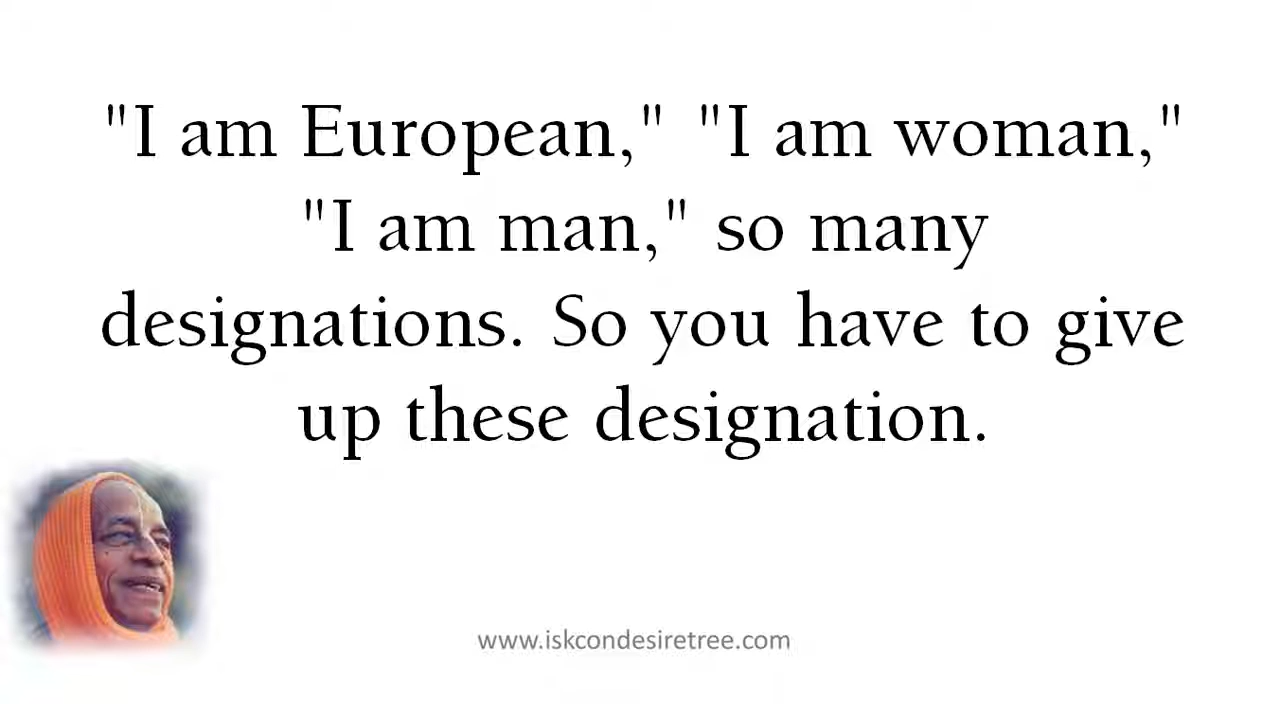 "I am European," "I am woman,"
"I am man," so many
designations. So you have to give
up these designation.
www.iskcondesiretree.com